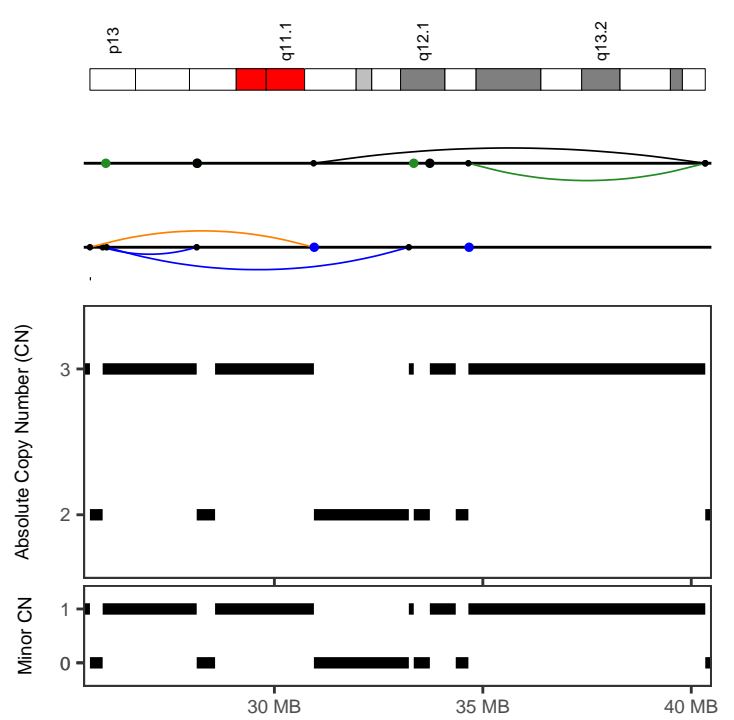 p13
q11.1
q12.1
q13.2
Absolute Copy Number (CN)
3
2
Minor CN
1
0
30 MB
35 MB
40 MB